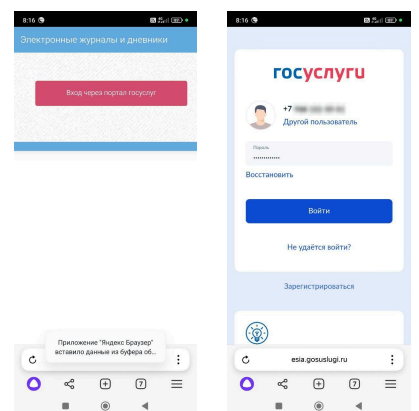 8:16
Электронные журналы и дневники
Вход через портал госуслуг
Приложение "Яндекс Браузер"
вставило данные из буфера об...
7
8:16
госуслуги
+7
Другой пользователь
Пароль
Восстановить
Войти
Не удаётся войти?
Зарегистрироваться
esia.gosuslugi.ru
7